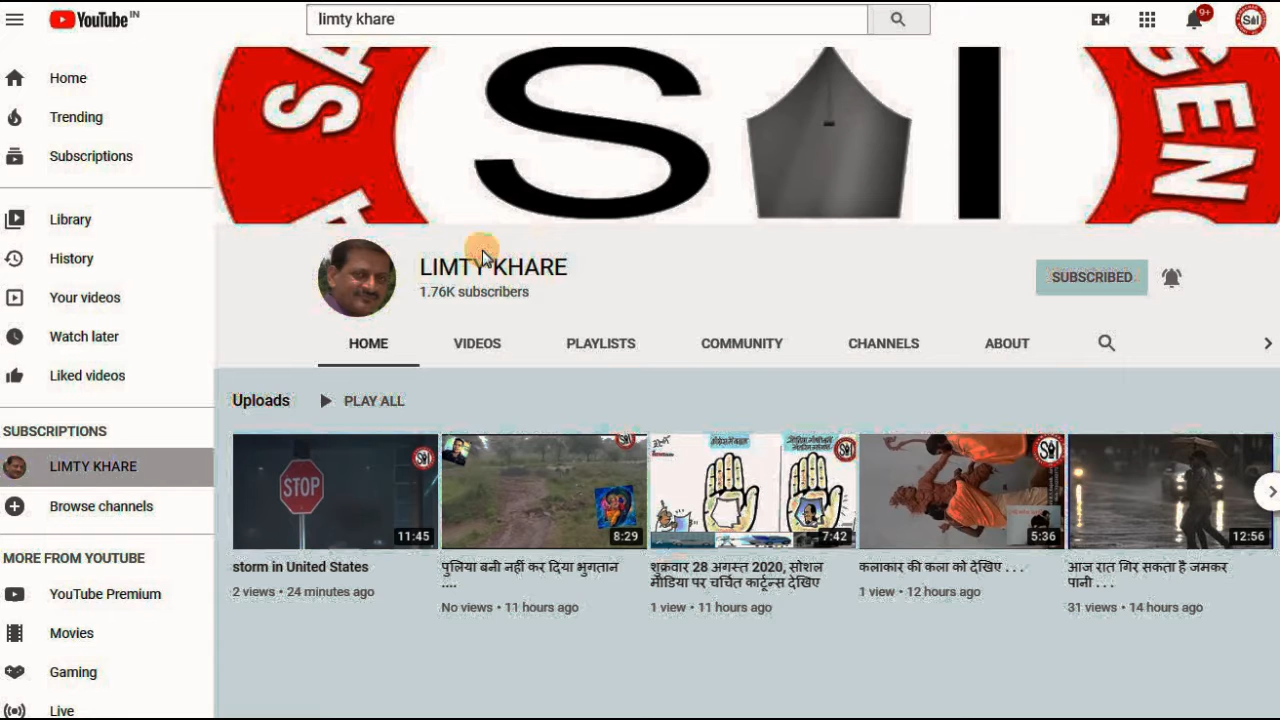 YouTube IN
limty khare
9+
SAI
Home
Trending
Subscriptions
Library
History
Your videos
Watch later
Liked videos
SUBSCRIPTIONS
LIMTY KHARE
Browse channels
MORE FROM YOUTUBE
YouTube Premium
Movies
Gaming
Live
SA
S
I
GEN
LIMTY KHARE
1.76K subscribers
SUBSCRIBED
HOME
VIDEOS
PLAYLISTS
COMMUNITY
CHANNELS
ABOUT
Uploads
PLAY ALL
STOP
11:45
8:29
7:42
5:36
12:56
storm in United States
2 views • 24 minutes ago
पुलिया बनी नहीं कर दिया भुगतान
....
No views • 11 hours ago
शुक्रवार 28 अगस्त 2020, सोशल
मीडिया पर चर्चित कार्टून्स देखिए
1 view • 11 hours ago
कलाकार की कला को देखिए . . .
1 view • 12 hours ago
आज रात गिर सकता है जमकर
पानी . . .
31 views • 14 hours ago